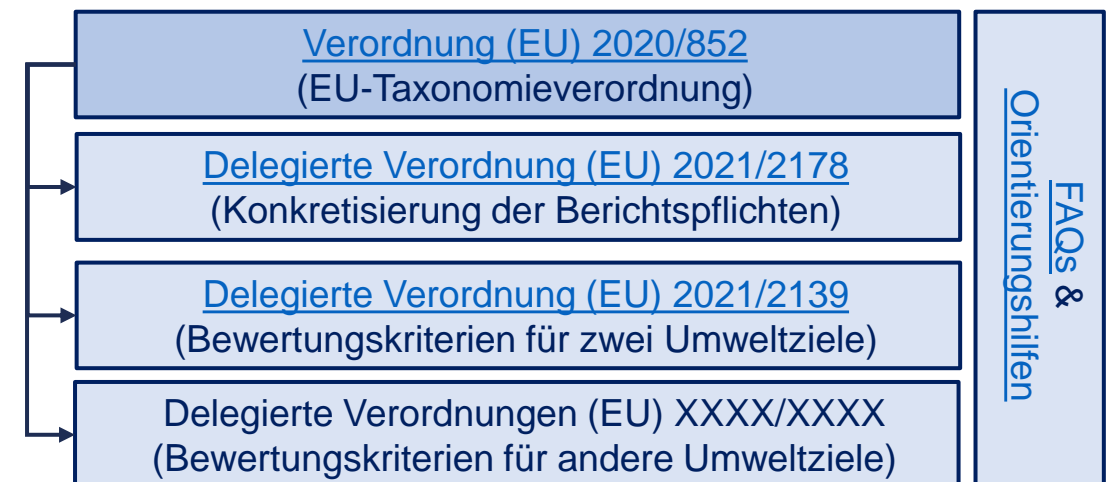 Verordnung (EU) 2020/852
(EU-Taxonomieverordnung)
Delegierte Verordnung (EU) 2021/2178
(Konkretisierung der Berichtspflichten)
Delegierte Verordnung (EU) 2021/2139
(Bewertungskriterien für zwei Umweltziele)
Delegierte Verordnungen (EU) XXXX/XXXX
(Bewertungskriterien für andere Umweltziele)
FAQs &
Orientierungshilfen